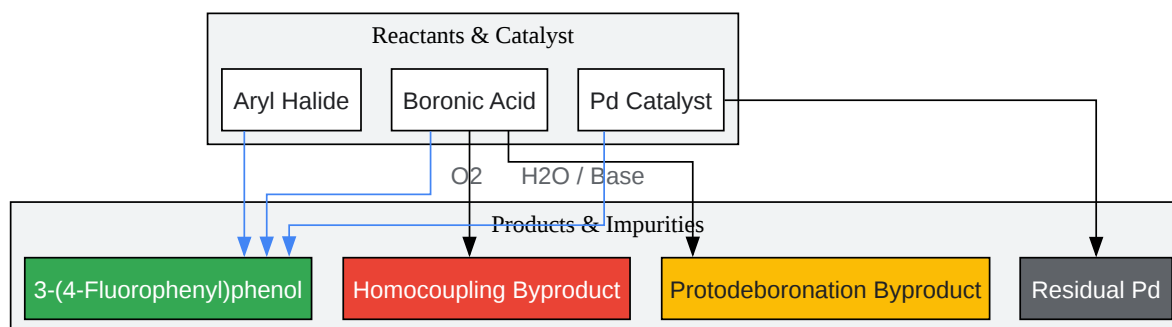 Reactants & Catalyst
Aryl Halide
Boronic Acid
Pd Catalyst
O2
H2O / Base
Products & Impurities
3-(4-Fluorophenyl)phenol
Homocoupling Byproduct
Protodeboronation Byproduct
Residual Pd